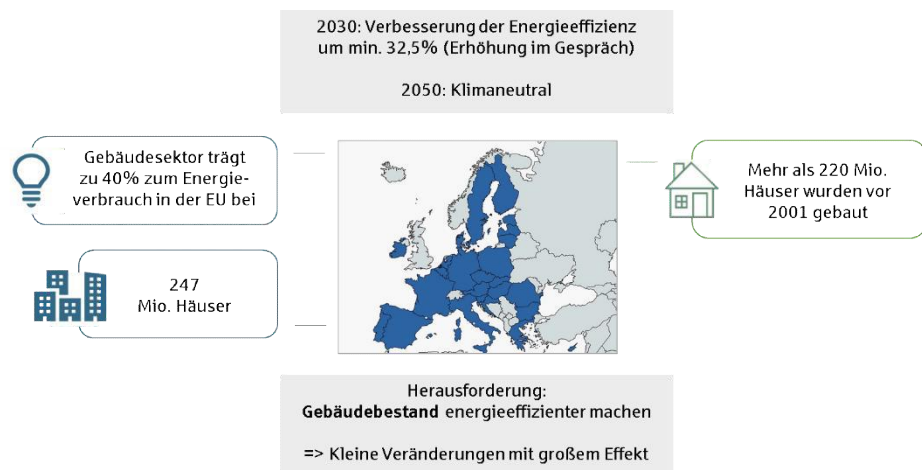 2030: Verbesserung der Energieeffizienz
um min. 32,5% (Erhöhung im Gespräch)
2050: Klimaneutral
Gebäudesektor trägt
zu 40% zum Energie-
verbrauch in der EU bei
247
Mio. Häuser
Mehr als 220 Mio.
Häuser wurden vor
2001 gebaut
Herausforderung:
Gebäudebestand energieeffizienter machen
=> Kleine Veränderungen mit großem Effekt